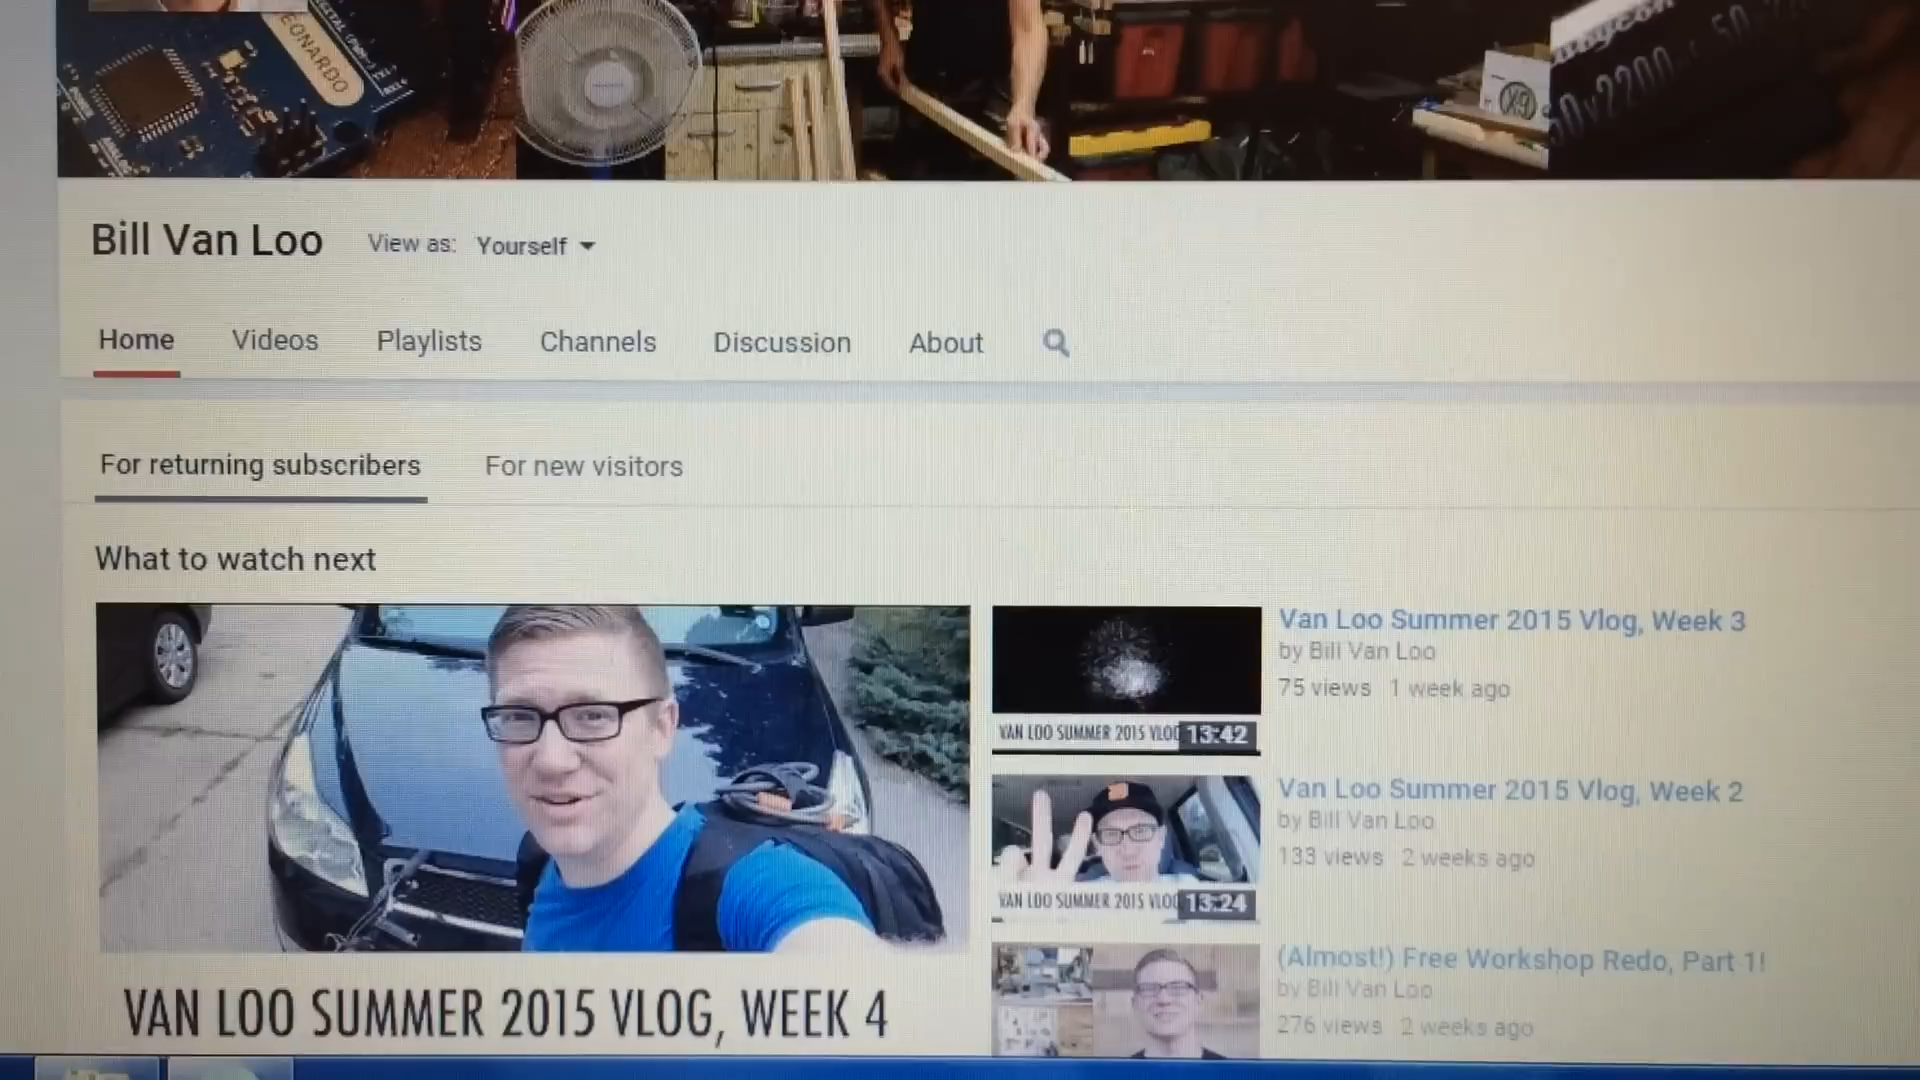 LEONARDO
50V2200
Bill Van Loo View as: Yourself
Home Videos Playlists Channels Discussion About
For returning subscribers For new visitors
What to watch next
VAN LOO SUMMER 2015 VLOG, WEEK 4
Van Loo Summer 2015 Vlog, Week 3
by Bill Van Loo
75 views 1 week ago
VAN LOO SUMMER 2015 VLOG 13:42
Van Loo Summer 2015 Vlog, Week 2
by Bill Van Loo
133 views 2 weeks ago
VAN LOO SUMMER 2015 VLOG 13:24
(Almost!) Free Workshop Redo, Part 1!
by Bill Van Loo
276 views 2 weeks ago